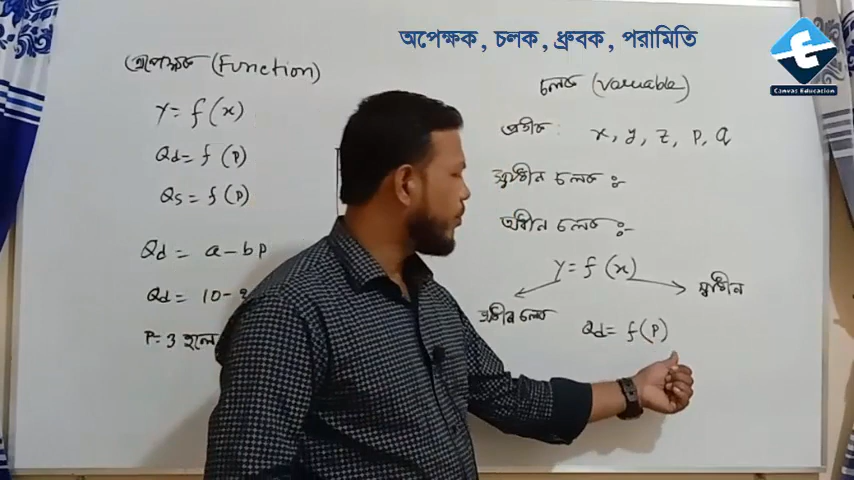 অপেক্ষক, চলক, ধ্রুবক, পরামিতি
Canvas Education
অপেক্ষক (Function)
Y = f(x)
Qd = f(P)
Qs = f(P)
Qd = a - bP
Qd = 10 -
P = 3 হলে
চলক (Variable)
প্রতীক : x, y, z, P, Q
স্বাধীন চলক :-
অধীন চলক :-
Y = f(x)
অধীন চলক
স্বাধীন
Qd = f(P)